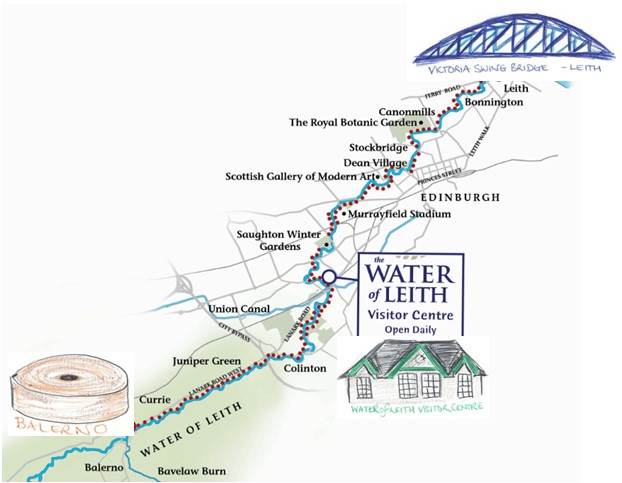 VICTORIA SWING BRIDGE - LEITH
FERRY ROAD
Leith
Bonnington
Canonmills
The Royal Botanic Garden
LEITH WALK
Stockbridge
Dean Village
Scottish Gallery of Modern Art
PRINCES STREET
EDINBURGH
Murrayfield Stadium
Saughton Winter
Gardens
the
WATER
of LEITH
Visitor Centre
Open Daily
Union Canal
CITY BYPASS
LANARK ROAD
Juniper Green
Colinton
LANARK ROAD WEST
Currie
WATER OF LEITH VISITOR CENTRE
BALERNO
WATER OF LEITH
Balerno
Bavelaw Burn